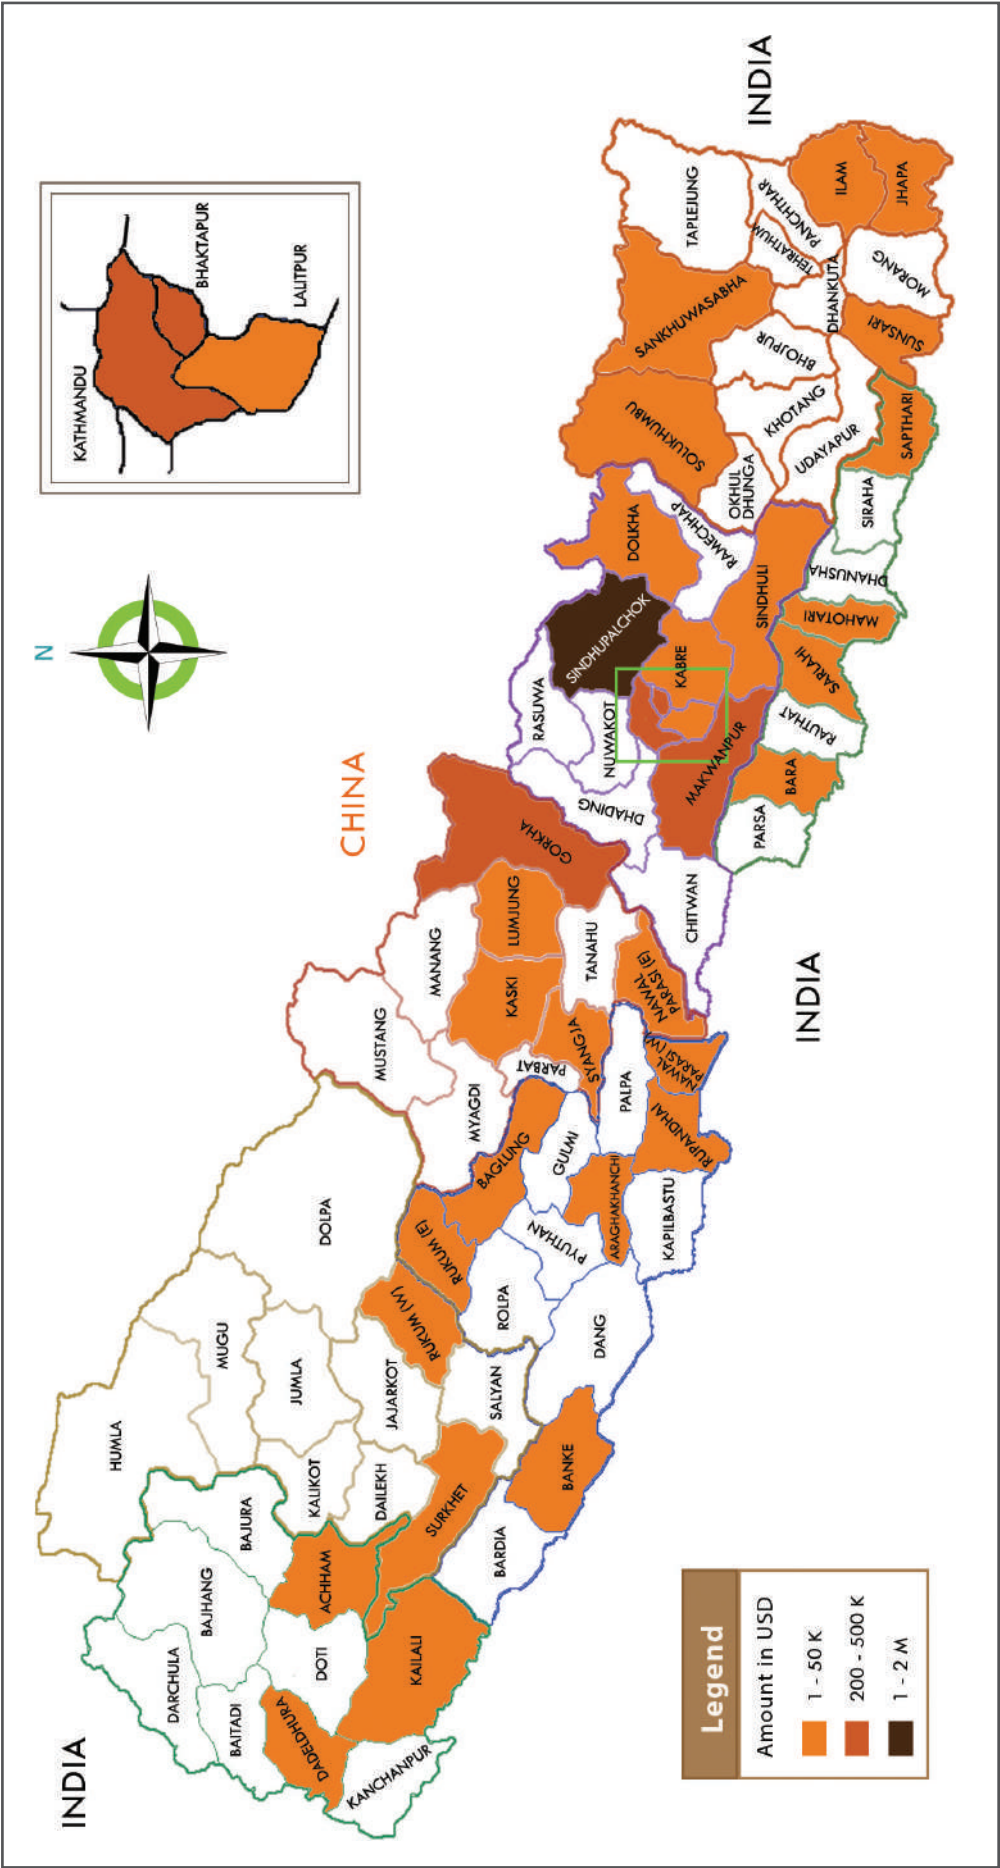 N
INDIA
CHINA
INDIA
INDIA
KATHMANDU
BHAKTAPUR
LALITPUR
HUMLA
DARCHULA
BAJHANG
BAJURA
MUGU
BAITADI
DADELDHURA
DOTI
ACHHAM
KALIKOT
JUMLA
DOLPA
KANCHANPUR
KAILALI
DAILEKH
JAJARKOT
RUKUM (W)
RUKUM (E)
SURKHET
SALYAN
ROLPA
BARDIA
BANKE
DANG
PYUTHAN
BAGLUNG
MYAGDI
MUSTANG
MANANG
GULMI
PARBAT
KASKI
LUMJUNG
GORKHA
ARAGHAKHANCHI
SYANGJA
TANAHU
KAPILBASTU
PALPA
RUPANDHAI
NAWAL
PARASI (W)
NAWAL
PARASI (E)
CHITWAN
DHADING
RASUWA
NUWAKOT
SINDHUPALCHOK
MAKWANPUR
KABRE
DOLKHA
RAMECHHAP
SINDHULI
PARSA
BARA
RAUTHAT
SARLAHI
MAHOTARI
DHANUSHA
SIRAHA
SAPTHARI
SOLUKHUMBU
OKHUL
DHUNGA
KHOTANG
UDAYAPUR
SANKHUWASABHA
BHOJPUR
DHANKUTA
SUNSARI
TAPLEJUNG
TEHRATHUM
PANCHTHAR
MORANG
ILAM
JHAPA
Legend
Amount in USD
1 - 50 K
200 - 500 K
1 - 2 M